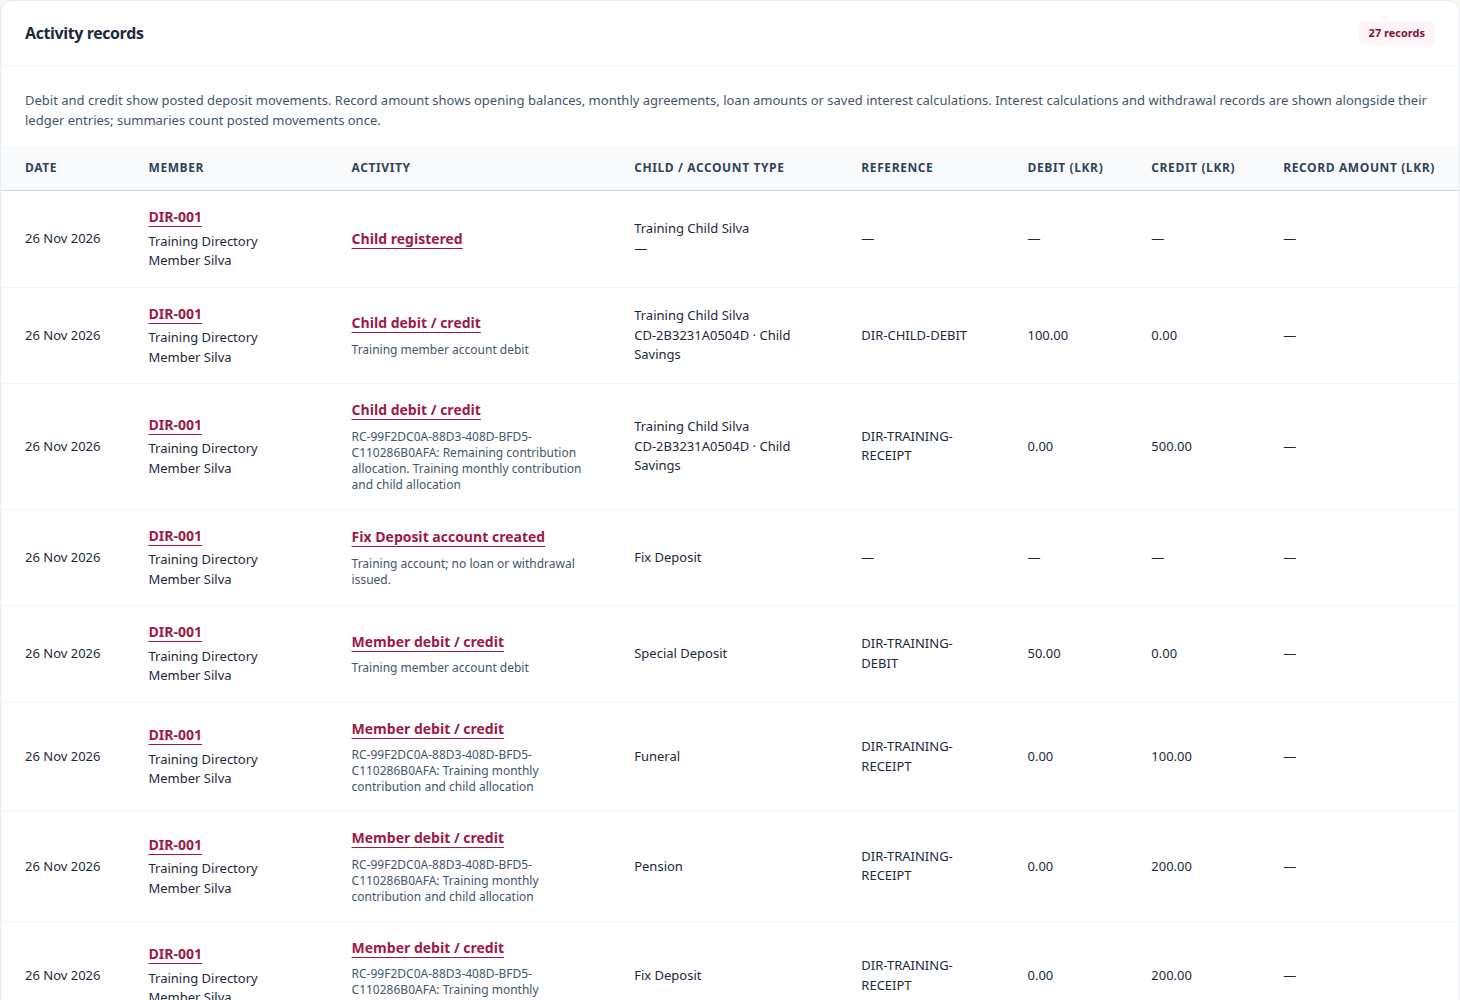 Activity records
27 records
Debit and credit show posted deposit movements. Record amount shows opening balances, monthly agreements, loan amounts or saved interest calculations. Interest calculations and withdrawal records are shown alongside their
ledger entries; summaries count posted movements once.
DATE MEMBER ACTIVITY CHILD / ACCOUNT TYPE REFERENCE DEBIT (LKR) CREDIT (LKR) RECORD AMOUNT (LKR)
26 Nov 2026
DIR-001
Training Directory
Member Silva
Child registered
Training Child Silva
—
—
—
—
—
26 Nov 2026
DIR-001
Training Directory
Member Silva
Child debit / credit
Training member account debit
Training Child Silva
CD-2B3231A0504D · Child
Savings
DIR-CHILD-DEBIT
100.00
0.00
—
26 Nov 2026
DIR-001
Training Directory
Member Silva
Child debit / credit
RC-99F2DC0A-88D3-408D-BFD5-
C110286B0AFA: Remaining contribution
allocation. Training monthly contribution
and child allocation
Training Child Silva
CD-2B3231A0504D · Child
Savings
DIR-TRAINING-
RECEIPT
0.00
500.00
—
26 Nov 2026
DIR-001
Training Directory
Member Silva
Fix Deposit account created
Training account; no loan or withdrawal
issued.
Fix Deposit
—
—
—
—
26 Nov 2026
DIR-001
Training Directory
Member Silva
Member debit / credit
Training member account debit
Special Deposit
DIR-TRAINING-
DEBIT
50.00
0.00
—
26 Nov 2026
DIR-001
Training Directory
Member Silva
Member debit / credit
RC-99F2DC0A-88D3-408D-BFD5-
C110286B0AFA: Training monthly
contribution and child allocation
Funeral
DIR-TRAINING-
RECEIPT
0.00
100.00
—
26 Nov 2026
DIR-001
Training Directory
Member Silva
Member debit / credit
RC-99F2DC0A-88D3-408D-BFD5-
C110286B0AFA: Training monthly
contribution and child allocation
Pension
DIR-TRAINING-
RECEIPT
0.00
200.00
—
26 Nov 2026
DIR-001
Training Directory
Member Silva
Member debit / credit
RC-99F2DC0A-88D3-408D-BFD5-
C110286B0AFA: Training monthly
Fix Deposit
DIR-TRAINING-
RECEIPT
0.00
200.00
—